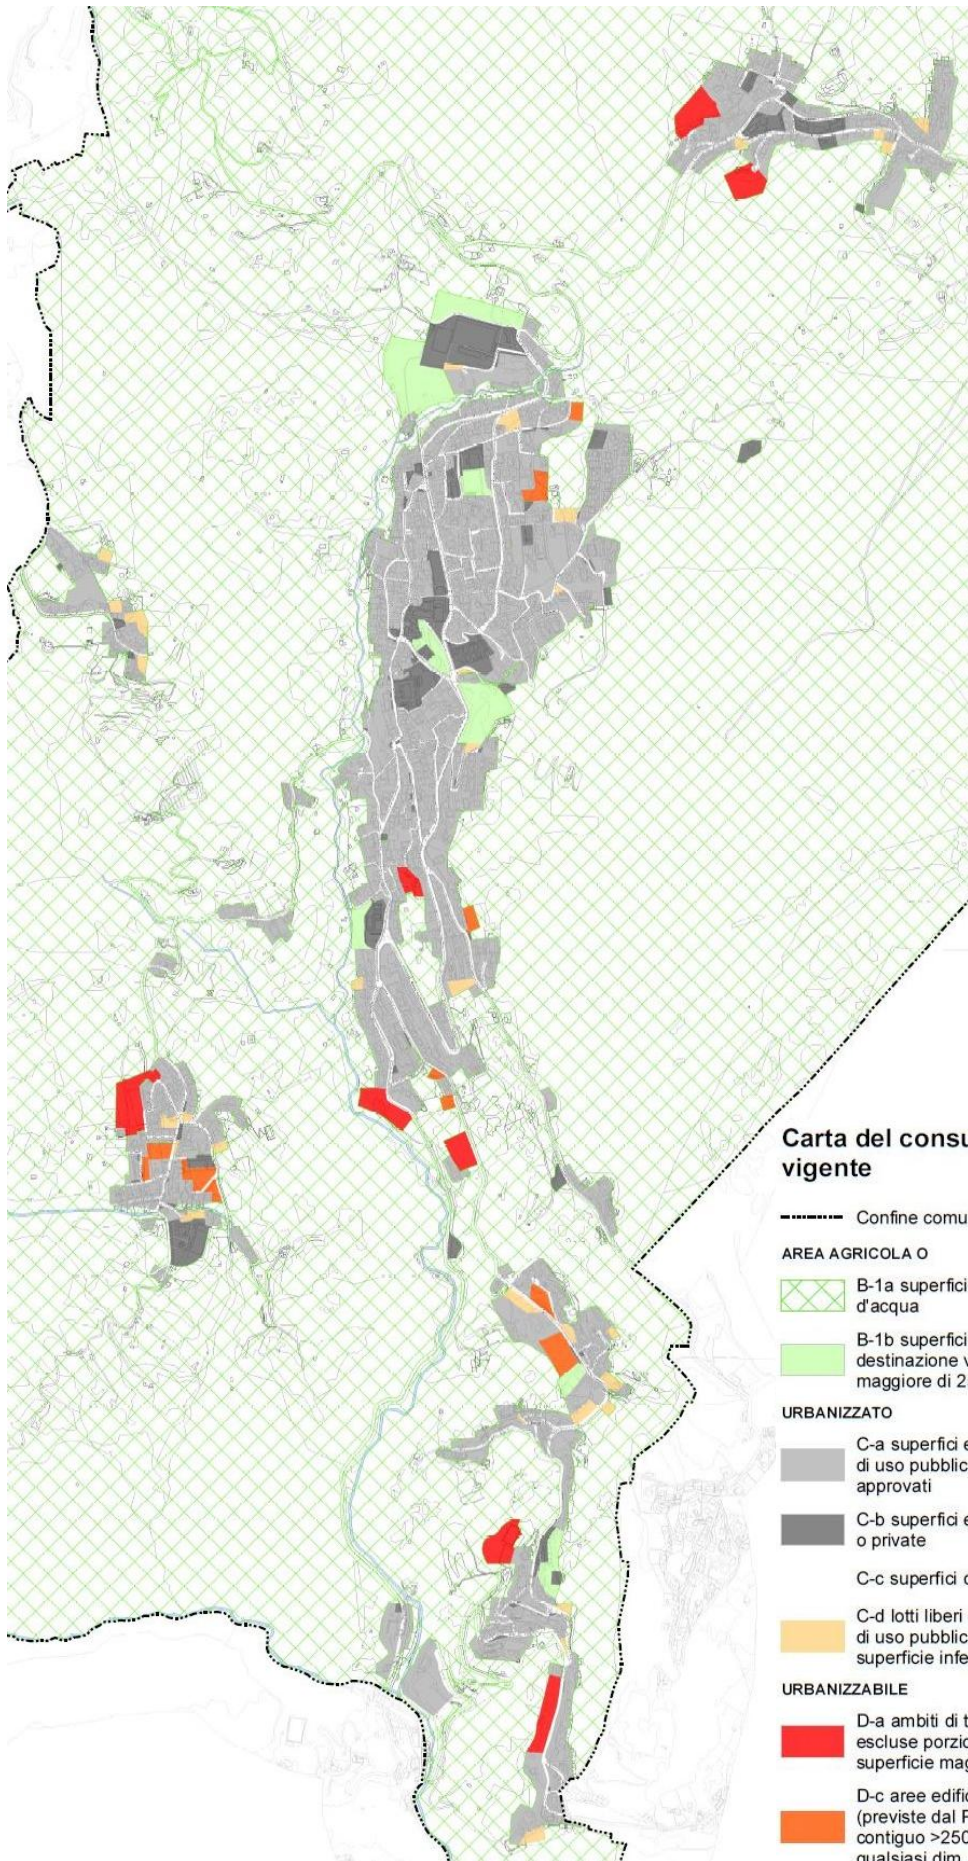 Carta del consu
vigente
Confine comu
AREA AGRICOLA O
B-1a superfici
d'acqua
B-1b superfici
destinazione v
maggiore di 2
URBANIZZATO
C-a superfici e
di uso pubblic
approvati
C-b superfici e
o private
C-c superfici c
C-d lotti liberi
di uso pubblic
superficie infe
URBANIZZABILE
D-a ambiti di t
escluse porzio
superficie mag
D-c aree edific
(previste dal P
contiguo >250
qualsiasi dim